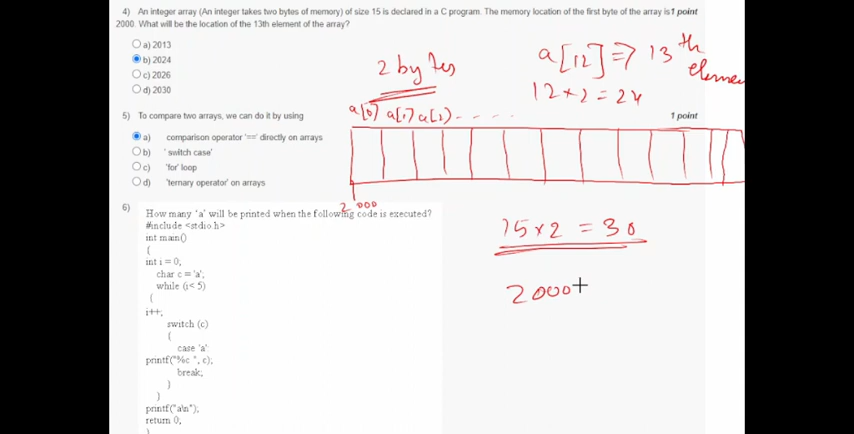 4) An integer array (An integer takes two bytes of memory) of size 15 is declared in a C program. The memory location of the first byte of the array is 1 point
2000. What will be the location of the 13th element of the array?
a) 2013
b) 2024
c) 2026
d) 2030
2 bytes
a[12] => 13th
element
12 x 2 = 24
5) To compare two arrays, we can do it by using
1 point
a[0] a[1] a[2] - - - - - -
a) comparison operator '==' directly on arrays
b) ' switch case'
c) 'for' loop
d) 'ternary operator' on arrays
2000
6)
How many 'a' will be printed when the following code is executed?
#include <stdio.h>
int main()
{
int i = 0;
char c = 'a';
while (i< 5)
{
i++;
switch (c)
{
case 'a':
printf("%c ", c);
break;
}
}
printf("a\n");
return 0;
}
15 x 2 = 30
2000+